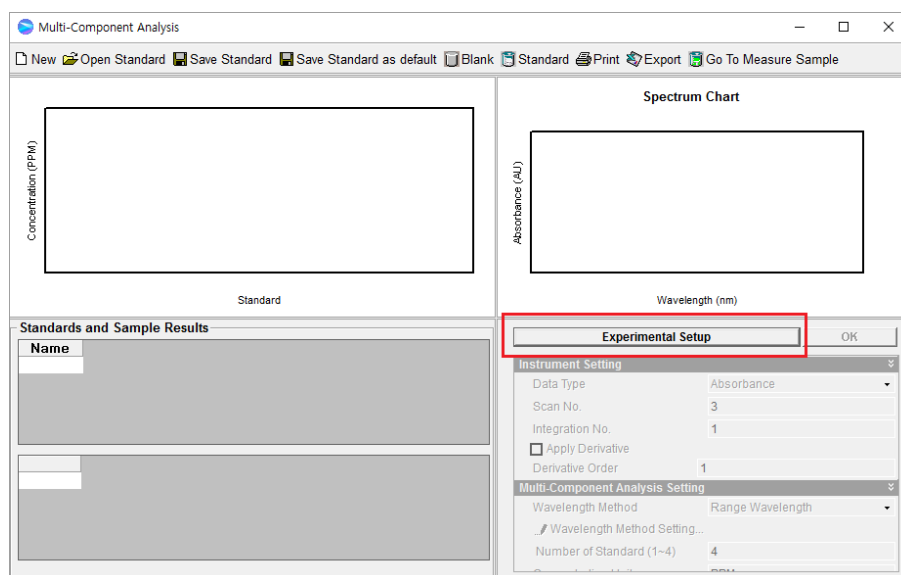 Multi-Component Analysis
New Open Standard Save Standard Save Standard as default Blank Standard Print Export Go To Measure Sample
Concentration (PPM)
Standard
Spectrum Chart
Absorbance (AU)
Wavelength (nm)
Standards and Sample Results
Name
Experimental Setup OK
Instrument Setting
Data Type Absorbance
Scan No. 3
Integration No. 1
Apply Derivative
Derivative Order 1
Multi-Component Analysis Setting
Wavelength Method Range Wavelength
Wavelength Method Setting...
Number of Standard (1~4) 4